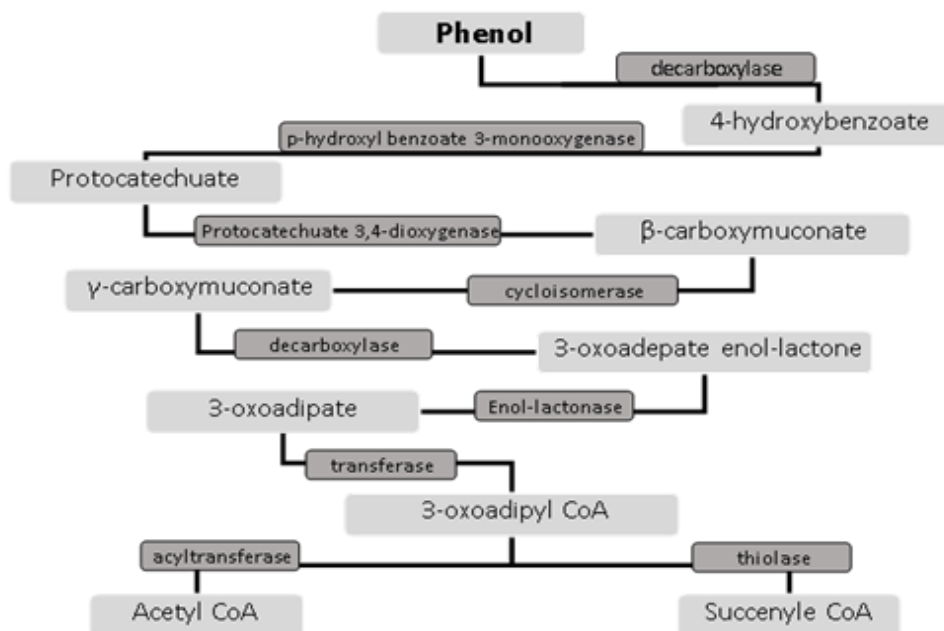 Phenol
decarboxylase
4-hydroxybenzoate
p-hydroxyl benzoate 3-monooxygenase
Protocatechuate
Protocatechuate 3,4-dioxygenase
β-carboxymuconate
γ-carboxymuconate
cycloisomerase
decarboxylase
3-oxoadepate enol-lactone
3-oxoadipate
Enol-lactonase
transferase
3-oxoadipyl CoA
acyltransferase
thiolase
Acetyl CoA
Succenyle CoA